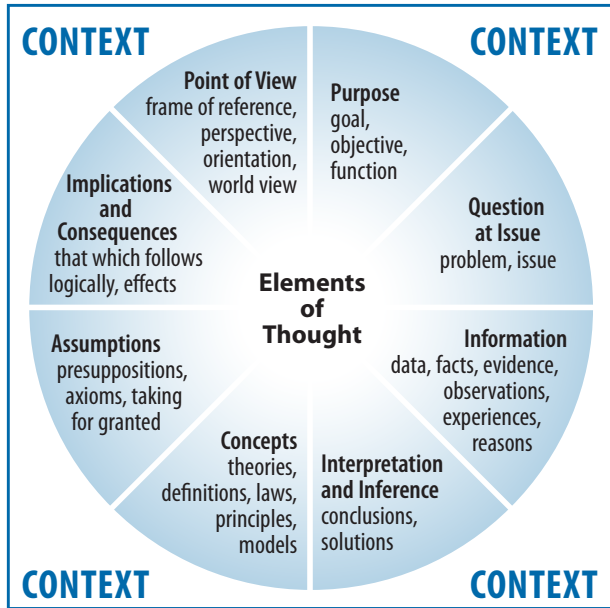 CONTEXT
CONTEXT
Point of View
frame of reference,
perspective,
orientation,
world view
Purpose
goal,
objective,
function
Question
at Issue
problem, issue
Information
data, facts, evidence,
observations,
experiences,
reasons
Interpretation
and Inference
conclusions,
solutions
Concepts
theories,
definitions, laws,
principles,
models
Assumptions
presuppositions,
axioms, taking
for granted
Implications
and
Consequences
that which follows
logically, effects
Elements
of
Thought
CONTEXT
CONTEXT